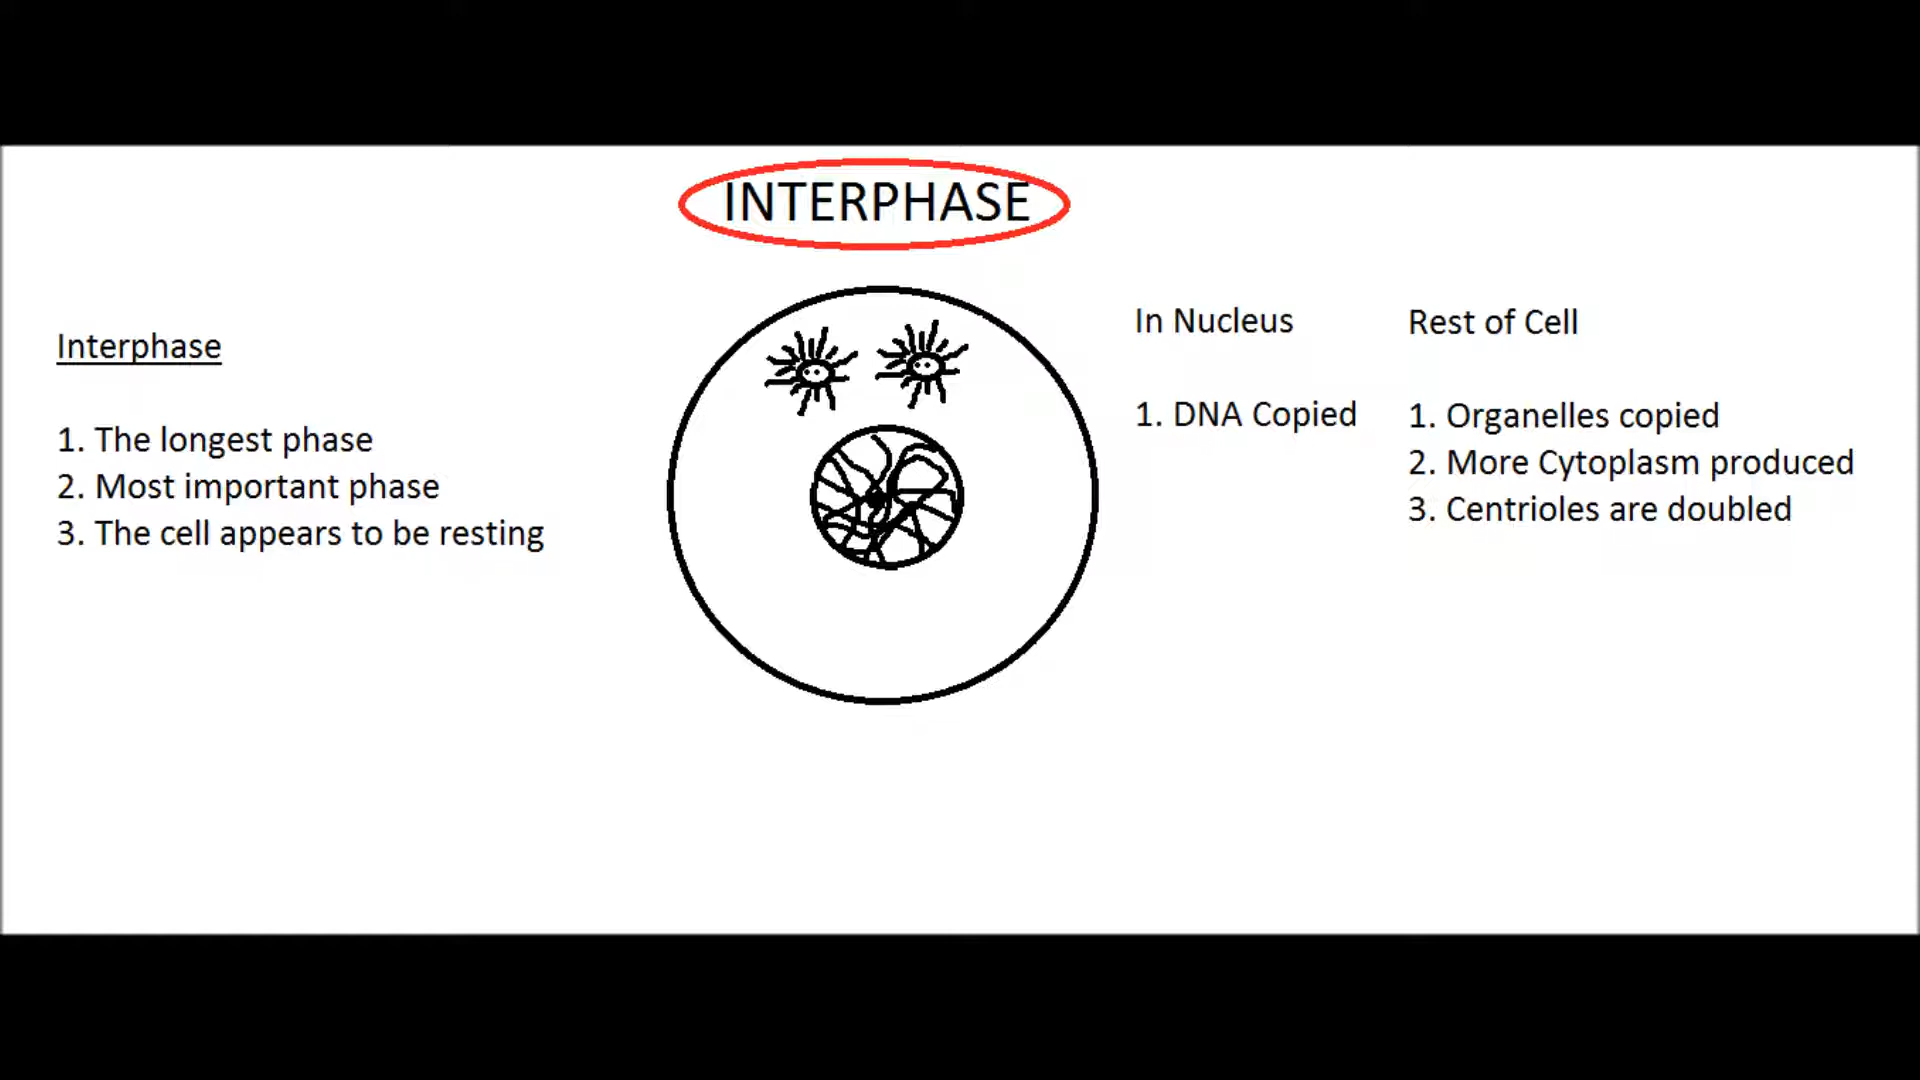 INTERPHASE
Interphase
1. The longest phase
2. Most important phase
3. The cell appears to be resting
In Nucleus
1. DNA Copied
Rest of Cell
1. Organelles copied
2. More Cytoplasm produced
3. Centrioles are doubled